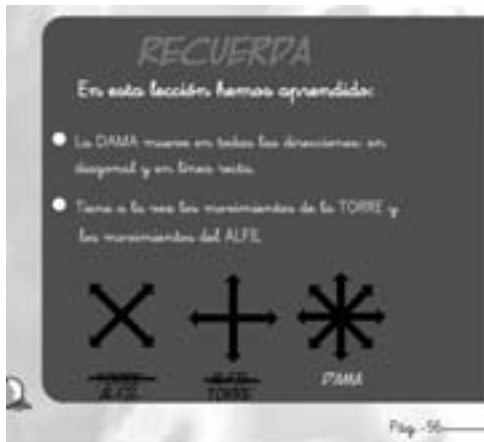 RECUERDA
En esta lección hemos aprendido:
La DAMA mueve en todas las direcciones: en
diagonal y en línea recta.
Tiene a la vez los movimientos de la TORRE y
los movimientos del ALFIL
ALFIL
TORRE
DAMA
Pág. -56-